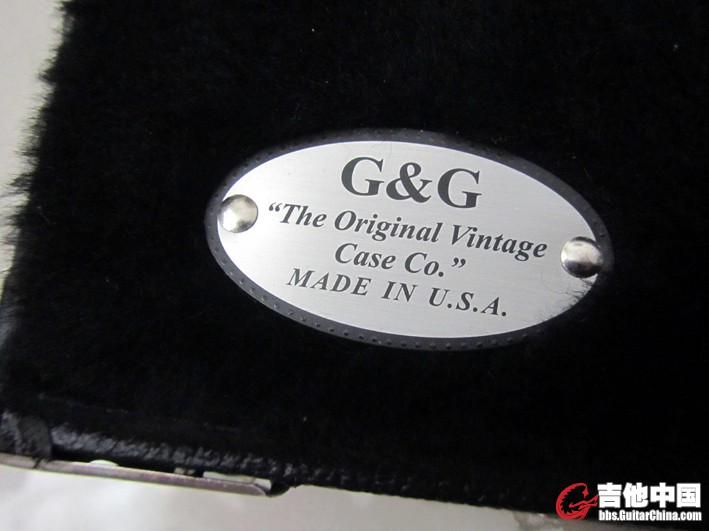 G&G
“The Original Vintage
Case Co.”
MADE IN U.S.A.
吉他中国
bbs.GuitarChina.com